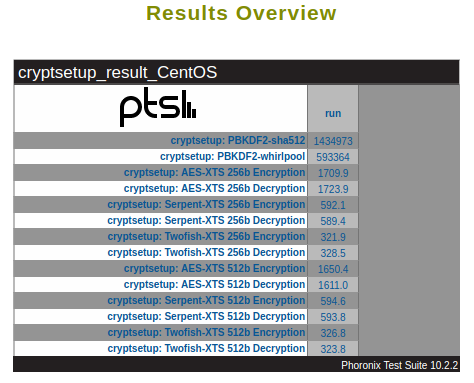 Results Overview
cryptsetup_result_CentOS
pts
run
cryptsetup: PBKDF2-sha512 1434973
cryptsetup: PBKDF2-whirlpool 593364
cryptsetup: AES-XTS 256b Encryption 1709.9
cryptsetup: AES-XTS 256b Decryption 1723.9
cryptsetup: Serpent-XTS 256b Encryption 592.1
cryptsetup: Serpent-XTS 256b Decryption 589.4
cryptsetup: Twofish-XTS 256b Encryption 321.9
cryptsetup: Twofish-XTS 256b Decryption 328.5
cryptsetup: AES-XTS 512b Encryption 1650.4
cryptsetup: AES-XTS 512b Decryption 1611.0
cryptsetup: Serpent-XTS 512b Encryption 594.6
cryptsetup: Serpent-XTS 512b Decryption 593.8
cryptsetup: Twofish-XTS 512b Encryption 326.8
cryptsetup: Twofish-XTS 512b Decryption 323.8
Phoronix Test Suite 10.2.2